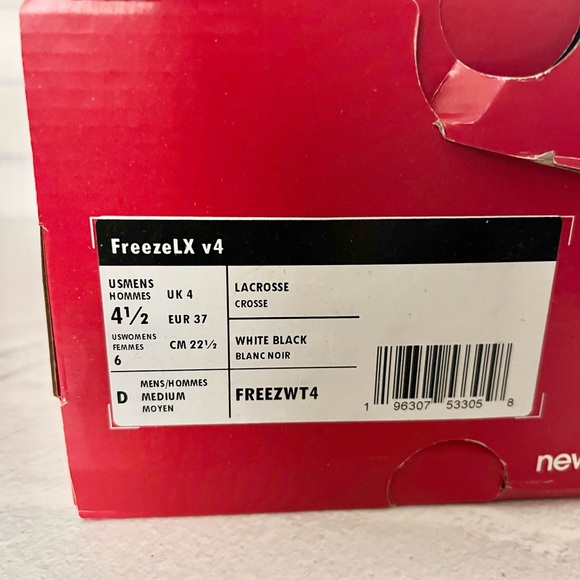 FreezeLX v4
USMENS
HOMMES
4½
UK 4
EUR 37
USWOMENS
FEMMES
6
CM 22½
D
MENS/HOMMES
MEDIUM
MOYEN
LACROSSE
CROSSE
WHITE BLACK
BLANC NOIR
FREEZWT4
1 96307 53305 8
new